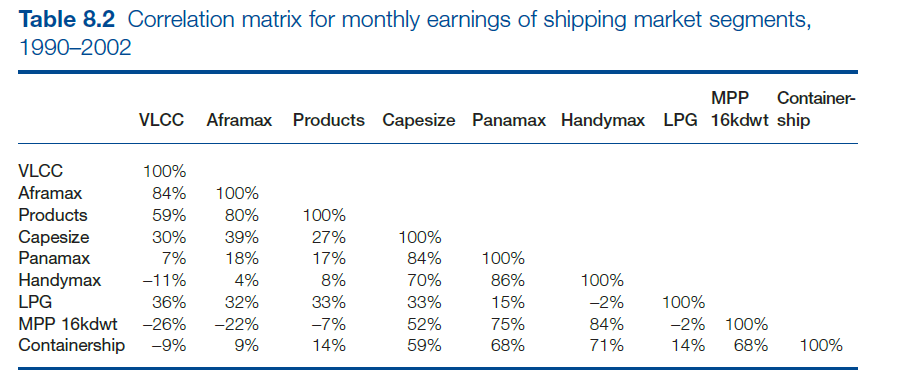 Table 8.2 Correlation matrix for monthly earnings of shipping market segments,
1990–2002
MPP Container-
VLCC Aframax Products Capesize Panamax Handymax LPG 16kdwt ship
VLCC 100%
Aframax 84% 100%
Products 59% 80% 100%
Capesize 30% 39% 27% 100%
Panamax 7% 18% 17% 84% 100%
Handymax –11% 4% 8% 70% 86% 100%
LPG 36% 32% 33% 33% 15% –2% 100%
MPP 16kdwt –26% –22% –7% 52% 75% 84% –2% 100%
Containership –9% 9% 14% 59% 68% 71% 14% 68% 100%